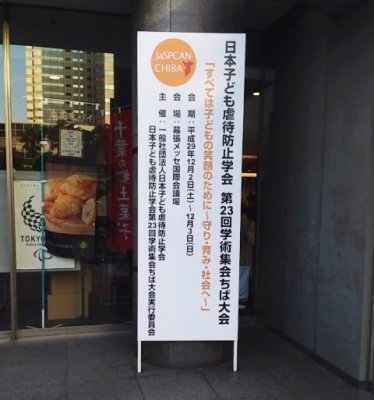 JaSPCAN
CHIBA
日本子ども虐待防止学会 第23回学術集会ちば大会
「すべては子どもの笑顔のために～守り・育み・社会へ～」
会 期:平成29年12月2日(土)～12月3日(日)
会 場:幕張メッセ国際会議場
主 催:一般社団法人日本子ども虐待防止学会
日本子ども虐待防止学会第23回学術集会ちば大会実行委員会
千葉の郷土菓子
TOKYO